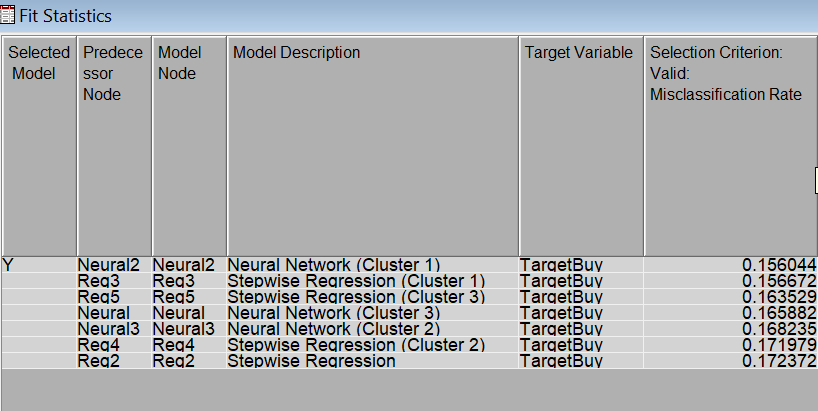 Fit Statistics
Selected Model Predecessor Node Model Node Model Description Target Variable Selection Criterion: Valid: Misclassification Rate
Y Neural2 Neural2 Neural Network (Cluster 1) TargetBuy 0.156044
Reg3 Reg3 Stepwise Regression (Cluster 1) TargetBuy 0.156672
Reg5 Reg5 Stepwise Regression (Cluster 3) TargetBuy 0.163529
Neural Neural Neural Network (Cluster 3) TargetBuy 0.165882
Neural3 Neural3 Neural Network (Cluster 2) TargetBuy 0.168235
Reg4 Reg4 Stepwise Regression (Cluster 2) TargetBuy 0.171979
Reg2 Reg2 Stepwise Regression TargetBuy 0.172372